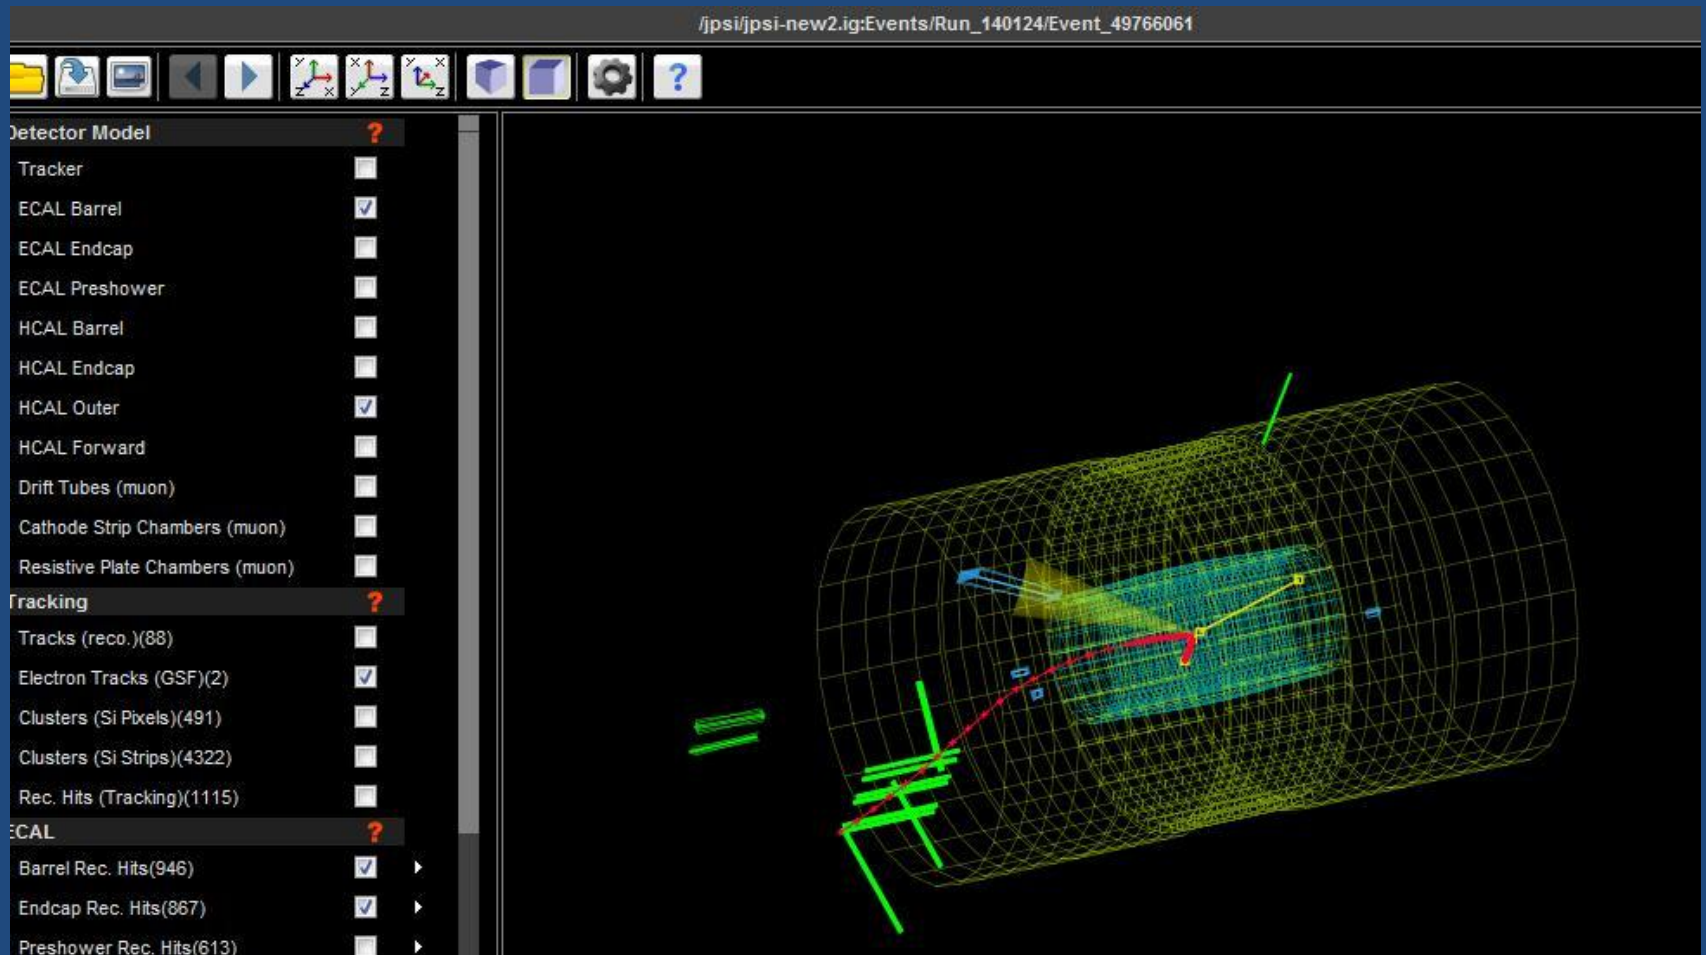 /jpsi/jpsi-new2.ig:Events/Run_140124/Event_49766061
Detector Model ?
Tracker
ECAL Barrel
ECAL Endcap
ECAL Preshower
HCAL Barrel
HCAL Endcap
HCAL Outer
HCAL Forward
Drift Tubes (muon)
Cathode Strip Chambers (muon)
Resistive Plate Chambers (muon)
Tracking ?
Tracks (reco.)(88)
Electron Tracks (GSF)(2)
Clusters (Si Pixels)(491)
Clusters (Si Strips)(4322)
Rec. Hits (Tracking)(1115)
ECAL ?
Barrel Rec. Hits(946)
Endcap Rec. Hits(867)
Preshower Rec. Hits(613)